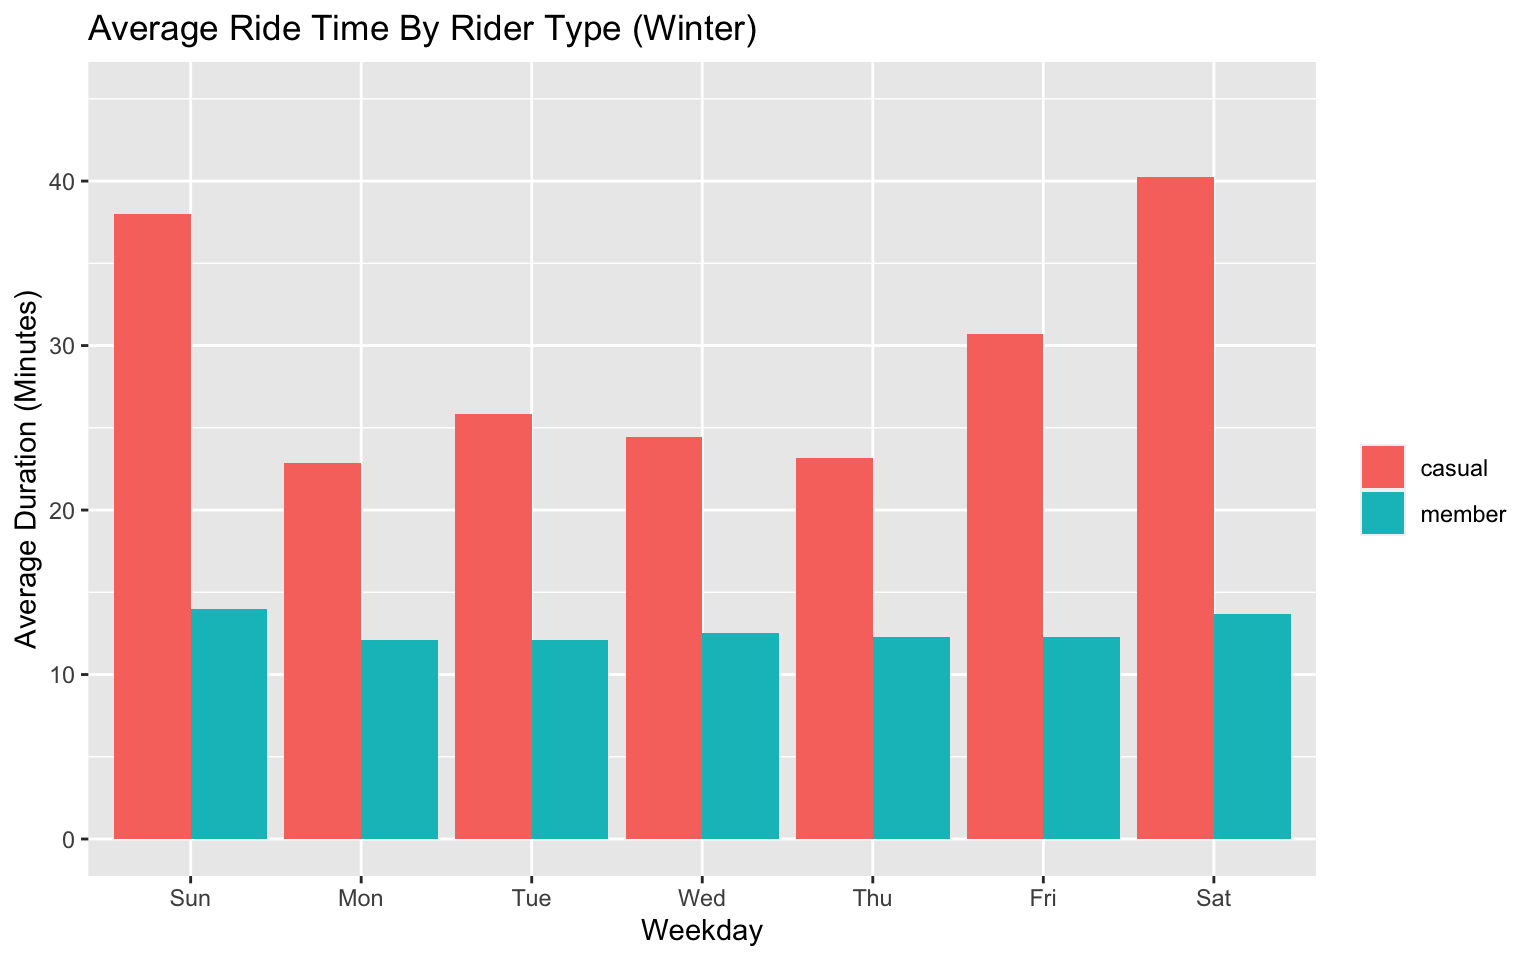 Average Ride Time By Rider Type (Winter)
Average Duration (Minutes)
40
30
20
10
0
Sun Mon Tue Wed Thu Fri Sat
Weekday
casual
member